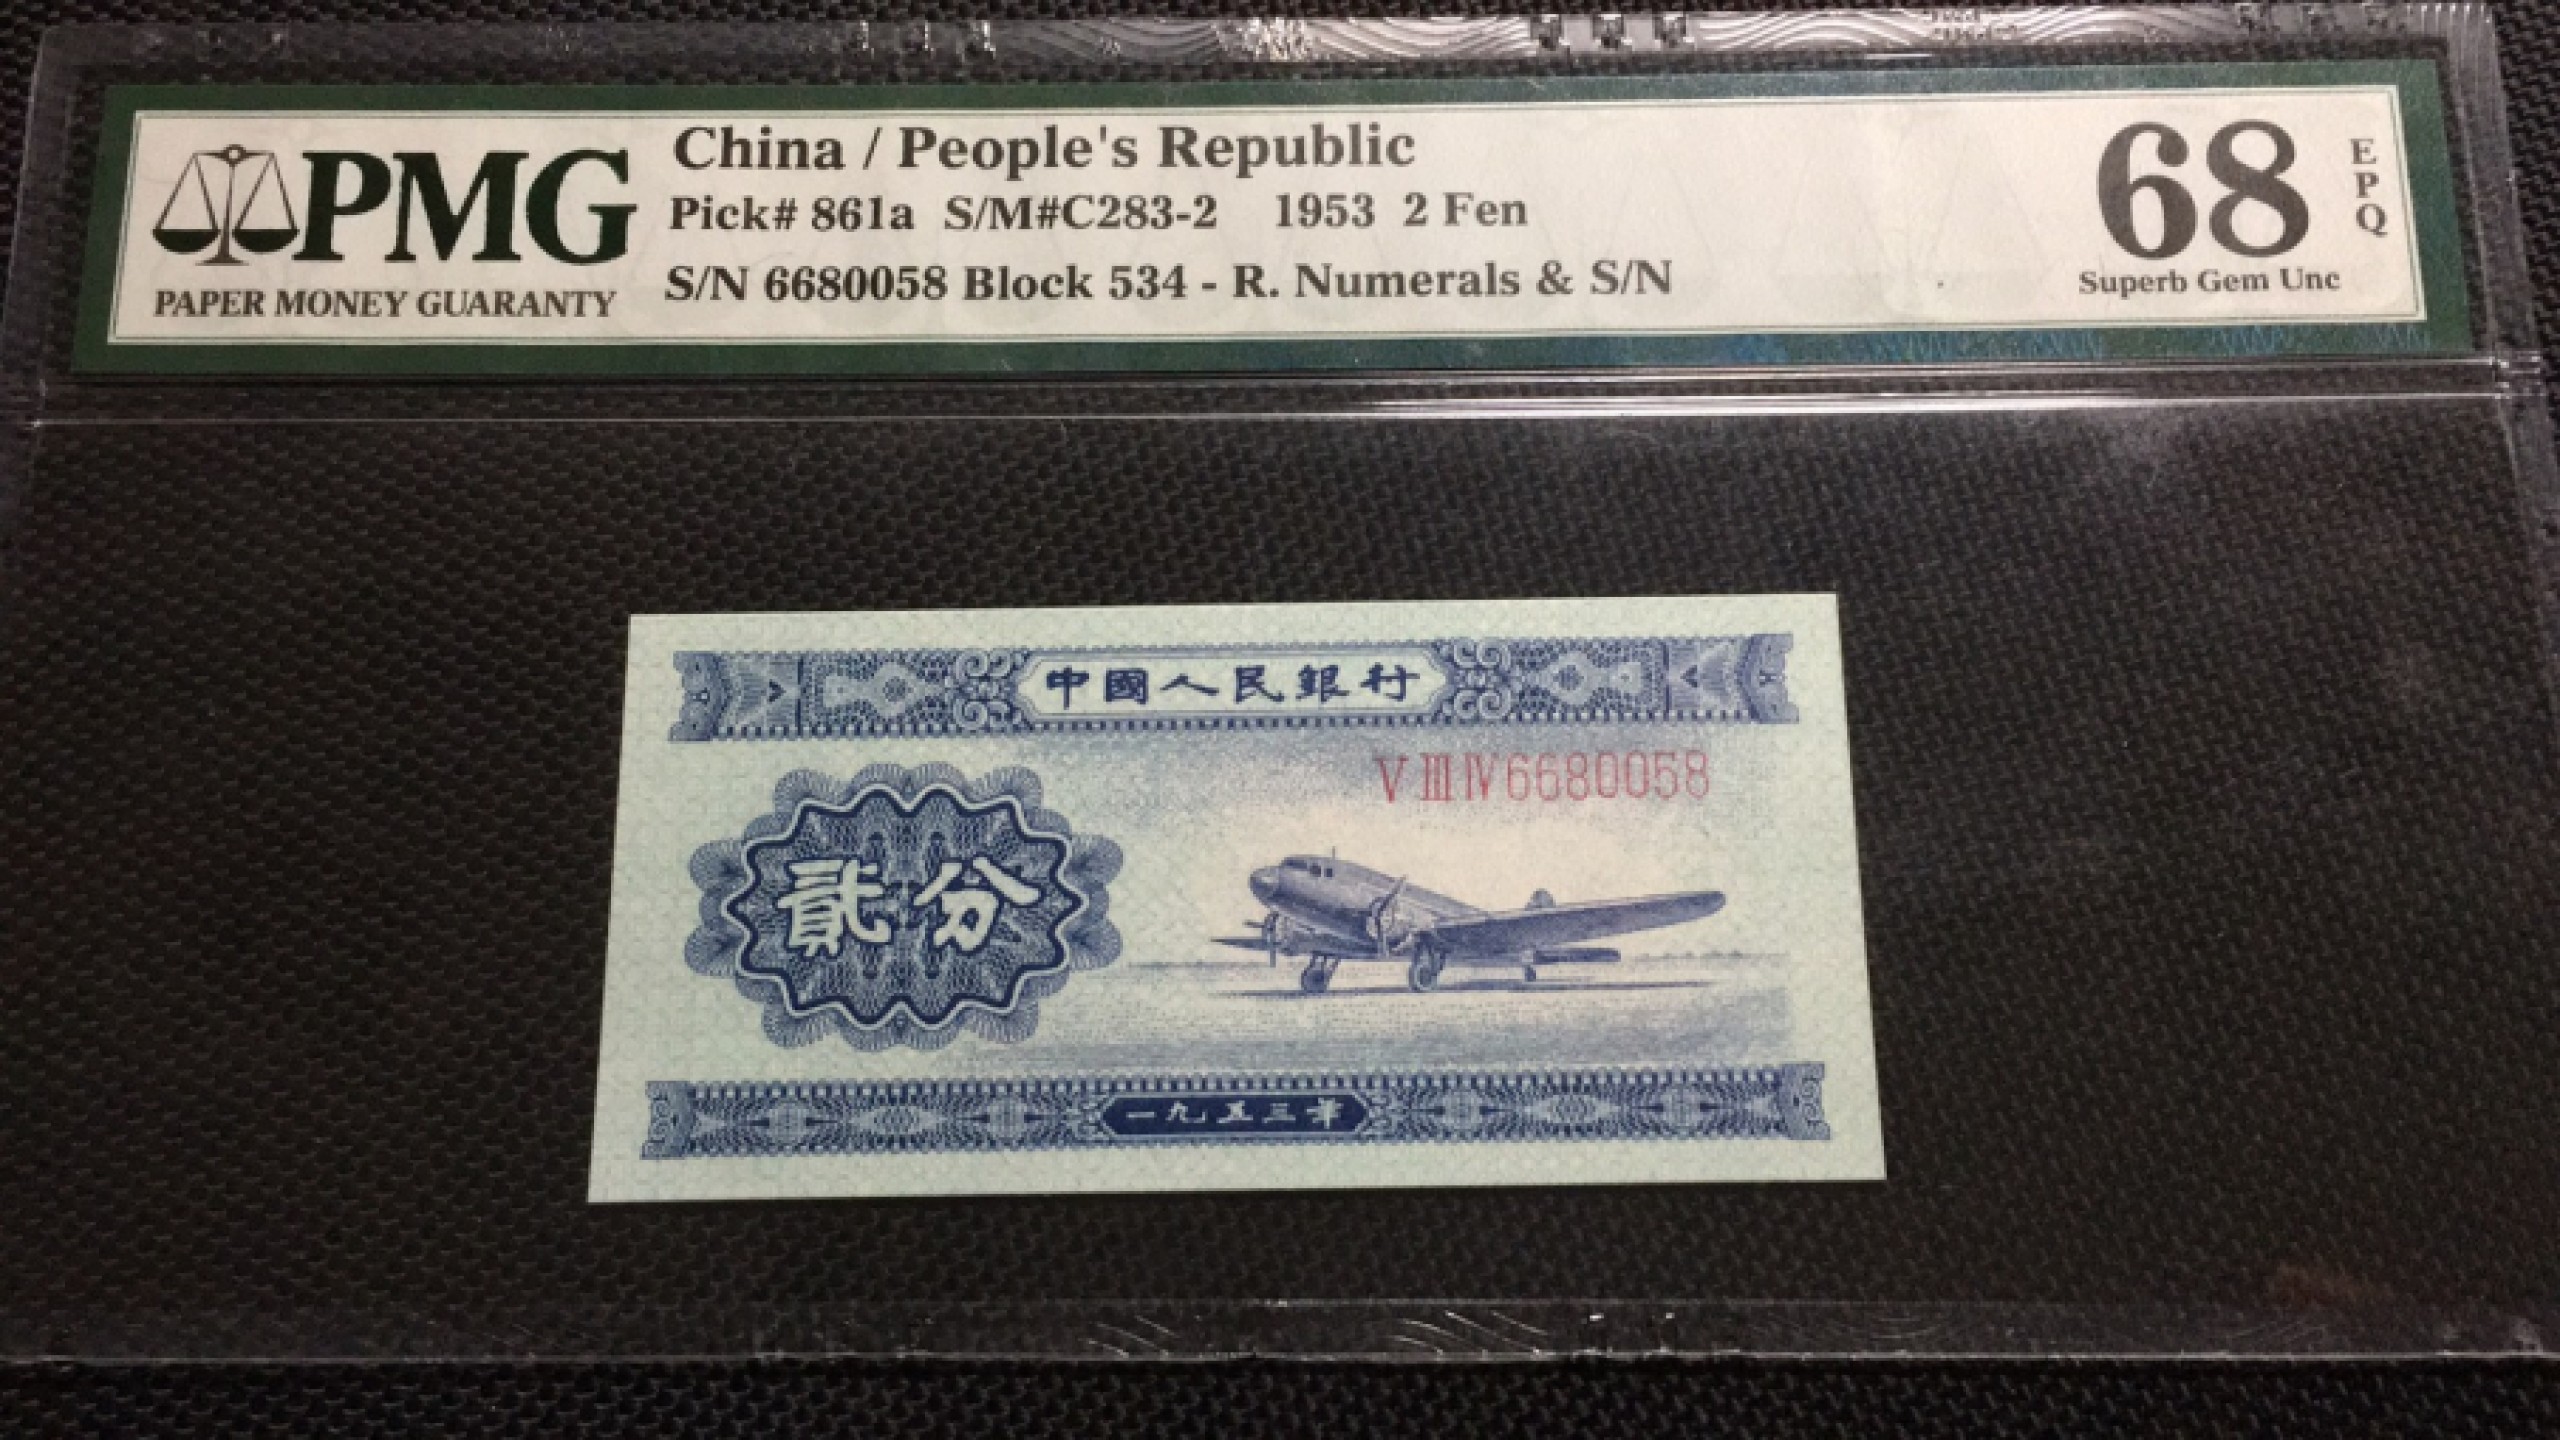 PMG
PAPER MONEY GUARANTY
China / People's Republic
Pick# 861a S/M#C283-2 1953 2 Fen
S/N 6680058 Block 534 - R. Numerals & S/N
68
EPQ
Superb Gem Unc
中國人民銀行
V III IV 6680058
貳分
一九五三年